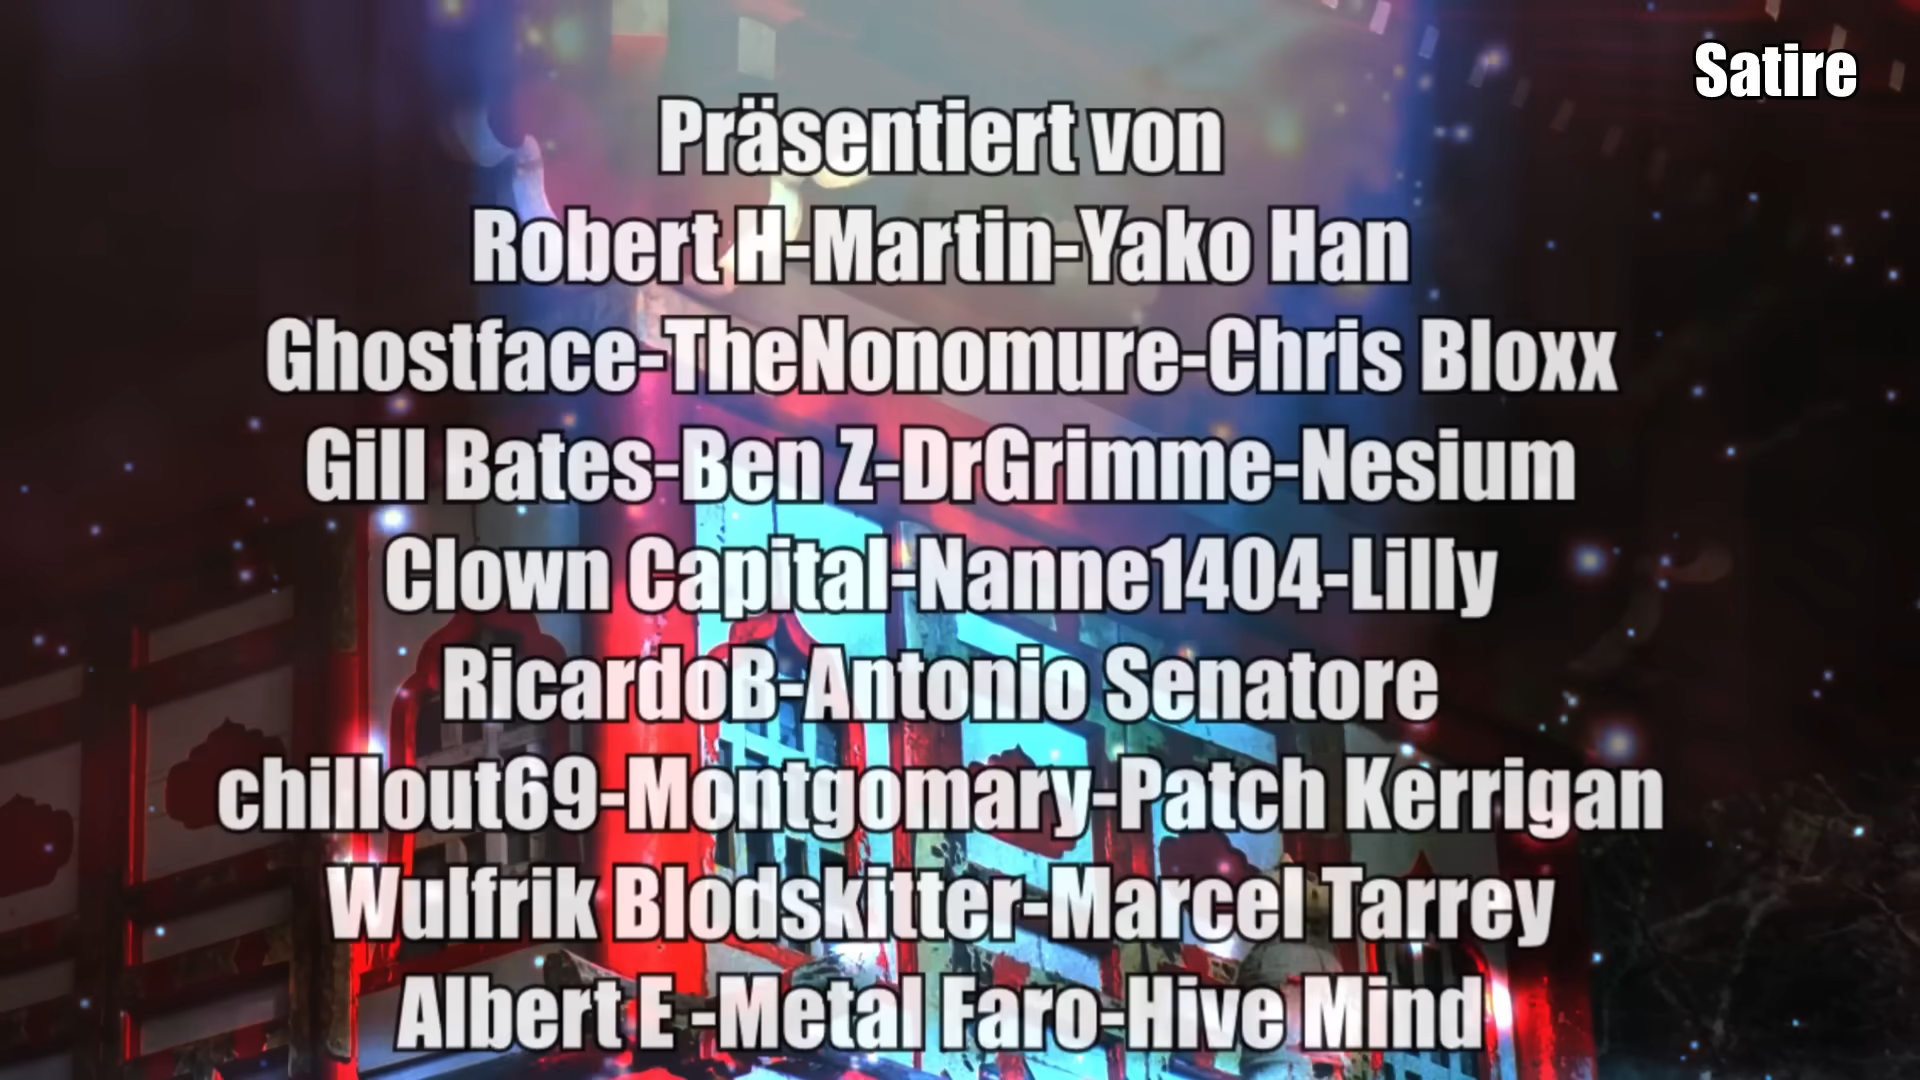 Satire
Präsentiert von
Robert H-Martin-Yako Han
Ghostface-TheNonomure-Chris Bloxx
Gill Bates-Ben Z-DrGrimme-Nesium
Clown Capital-Nanne1404-Lilly
RicardoB-Antonio Senatore
chillout69-Montgomary-Patch Kerrigan
Wulfrik Blodskitter-Marcel Tarrey
Albert E -Metal Faro-Hive Mind